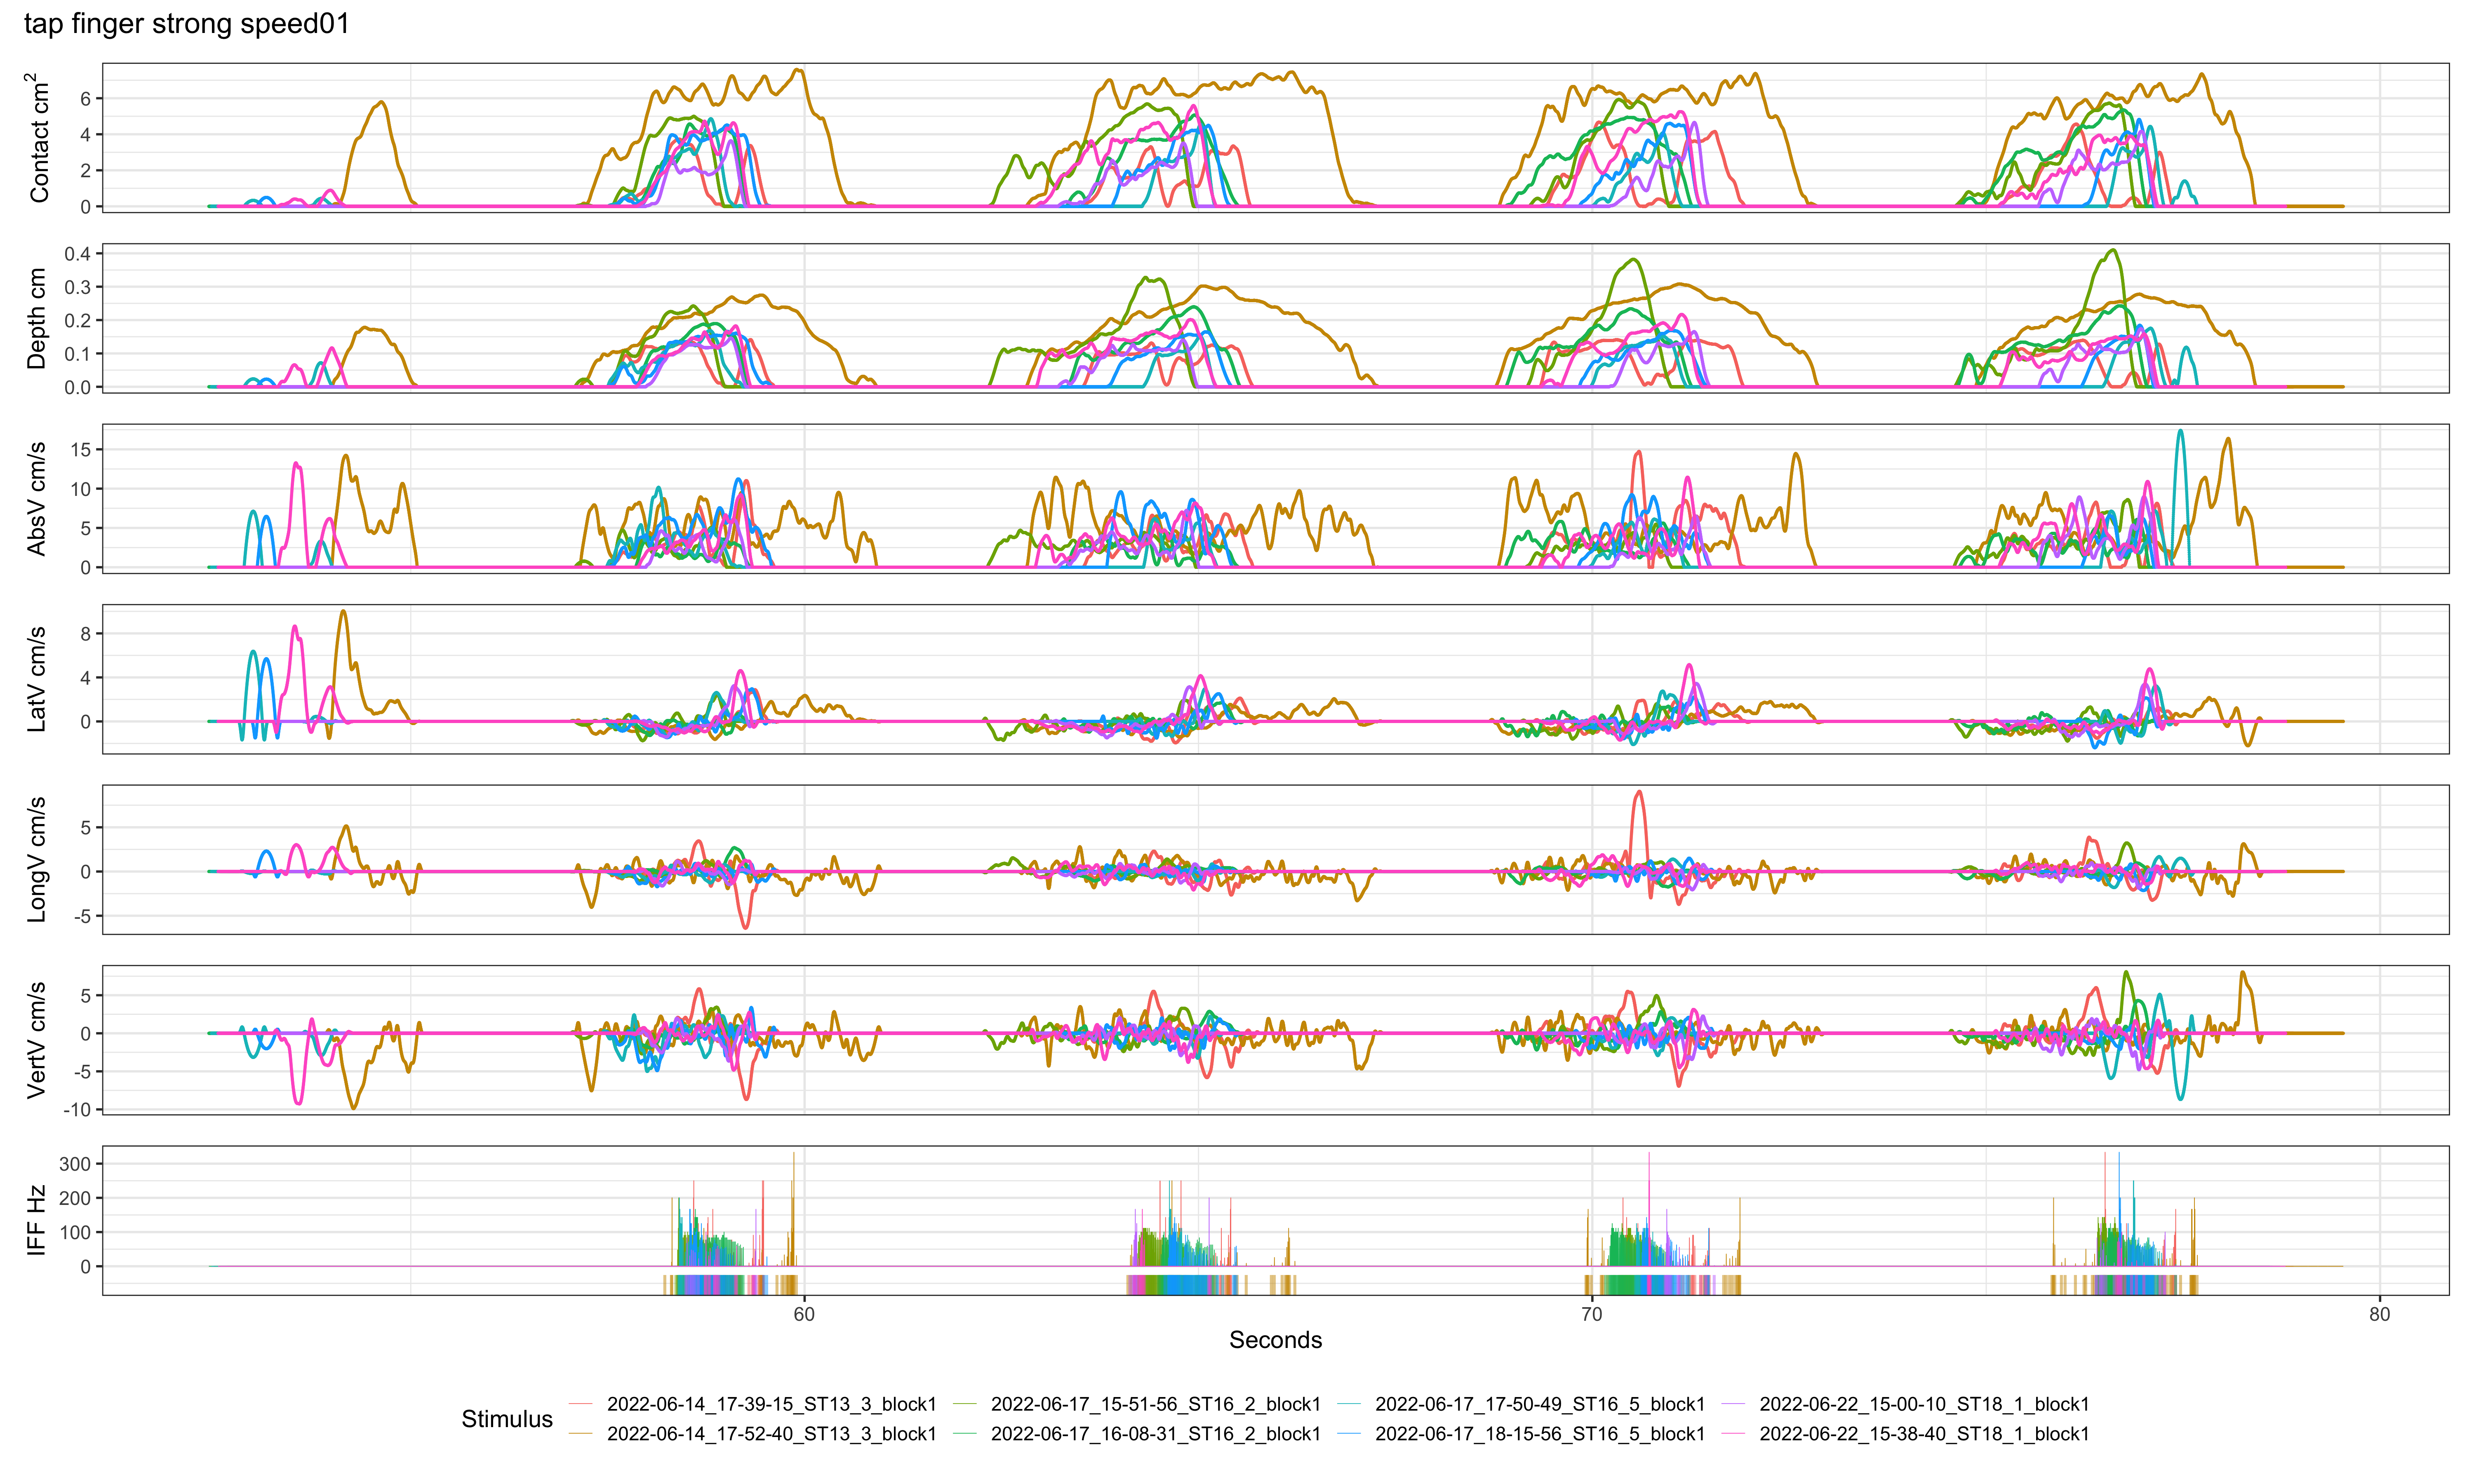 tap finger strong speed01
Contact cm2
6
4
2
0
Depth cm
0.4
0.3
0.2
0.1
0.0
AbsV cm/s
15
10
5
0
LatV cm/s
8
4
0
LongV cm/s
5
0
-5
VertV cm/s
5
0
-5
-10
IFF Hz
300
200
100
0
60 70 80
Seconds
Stimulus
2022-06-14_17-39-15_ST13_3_block1 2022-06-17_15-51-56_ST16_2_block1 2022-06-17_17-50-49_ST16_5_block1 2022-06-22_15-00-10_ST18_1_block1
2022-06-14_17-52-40_ST13_3_block1 2022-06-17_16-08-31_ST16_2_block1 2022-06-17_18-15-56_ST16_5_block1 2022-06-22_15-38-40_ST18_1_block1